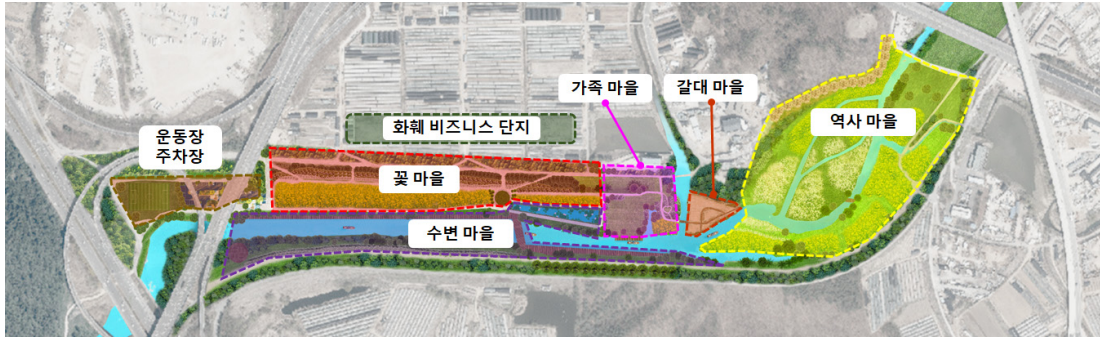 가족 마을
갈대 마을
역사 마을
화훼 비즈니스 단지
운동장
주차장
꽃 마을
수변 마을